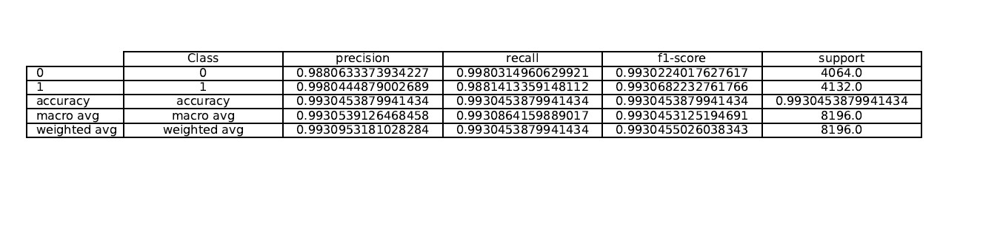 Class precision recall f1-score support
0 0 0.9880633373934227 0.9980314960629921 0.9930224017627617 4064.0
1 1 0.9980444879002689 0.9881413359148112 0.9930682232761766 4132.0
accuracy accuracy 0.9930453879941434 0.9930453879941434 0.9930453879941434 0.9930453879941434
macro avg macro avg 0.9930539126468458 0.9930864159889017 0.9930453125194691 8196.0
weighted avg weighted avg 0.9930953181028284 0.9930453879941434 0.9930455026038343 8196.0